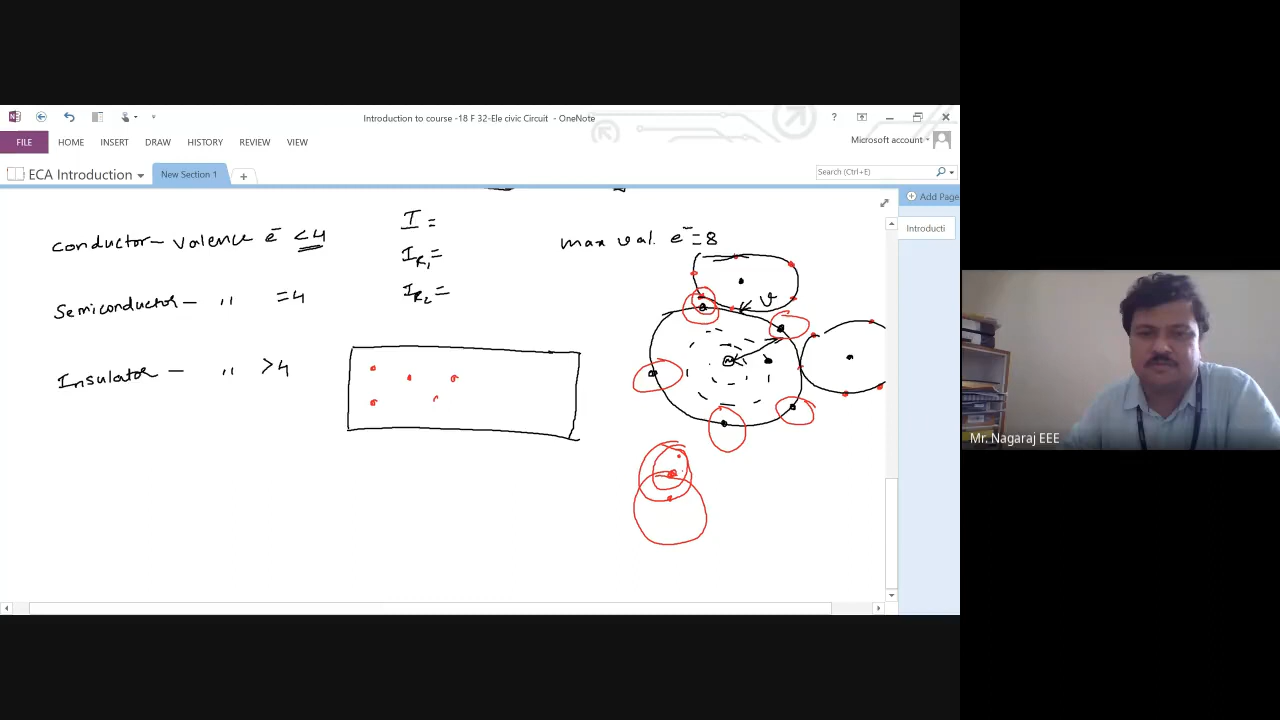 Introduction to course -18 F 32-Ele civic Circuit - OneNote
?
FILE
HOME
INSERT
DRAW
HISTORY
REVIEW
VIEW
Microsoft account
ECA Introduction
New Section 1
+
Search (Ctrl+E)
Add Page
Introducti
Conductor - valence e⁻ < 4
Semiconductor - ,, = 4
Insulator - ,, > 4
I =
I_R₁ =
I_R₂ =
max val. e⁻ = 8
Mr. Nagaraj EEE